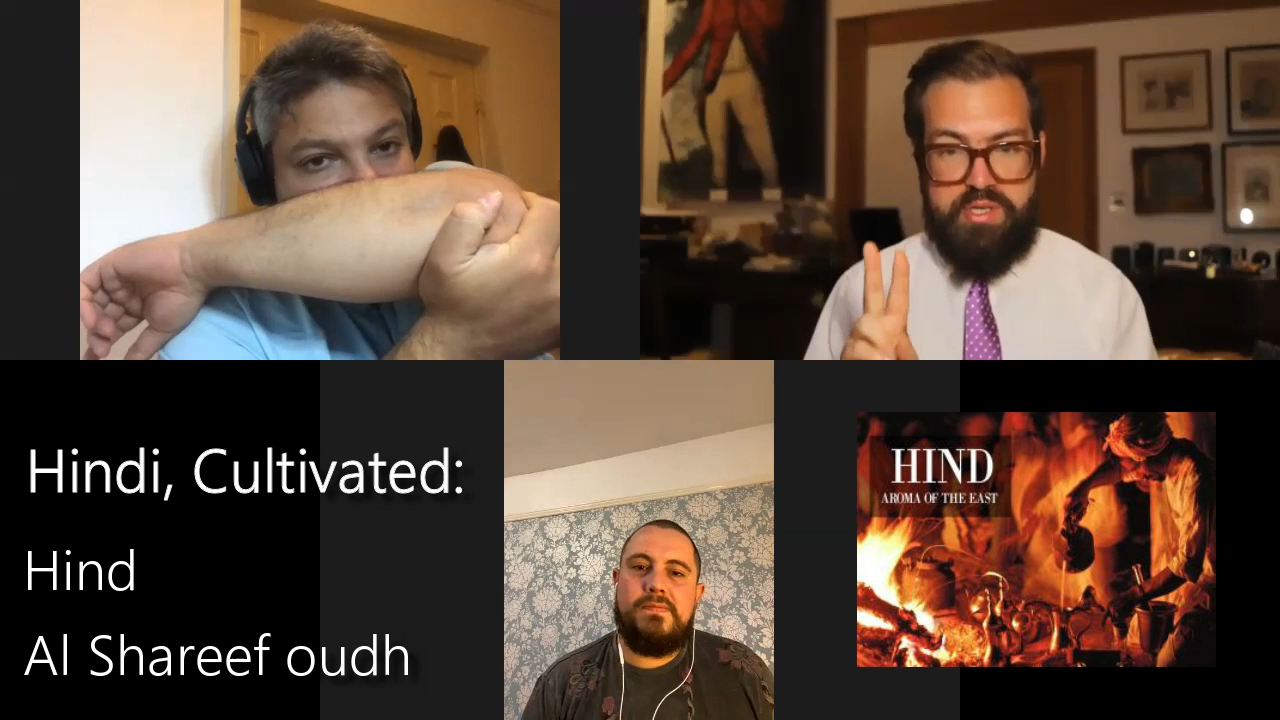 Hindi, Cultivated:
Hind
Al Shareef oudh
HIND
AROMA OF THE EAST